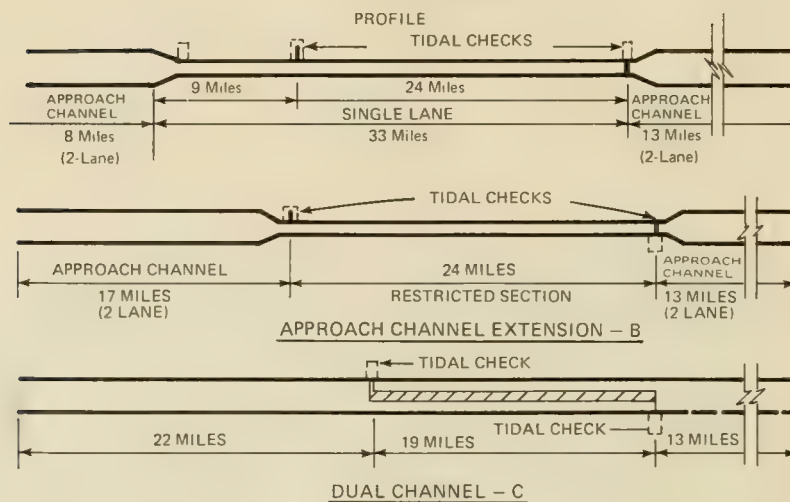 PROFILE
TIDAL CHECKS
9 Miles
24 Miles
APPROACH
CHANNEL
8 Miles
(2-Lane)
SINGLE LANE
33 Miles
APPROACH
CHANNEL
13 Miles
(2-Lane)
TIDAL CHECKS
APPROACH CHANNEL
17 MILES
(2 LANE)
24 MILES
RESTRICTED SECTION
APPROACH
CHANNEL
13 MILES
(2 LANE)
APPROACH CHANNEL EXTENSION – B
TIDAL CHECK
TIDAL CHECK
22 MILES
19 MILES
13 MILES
DUAL CHANNEL – C